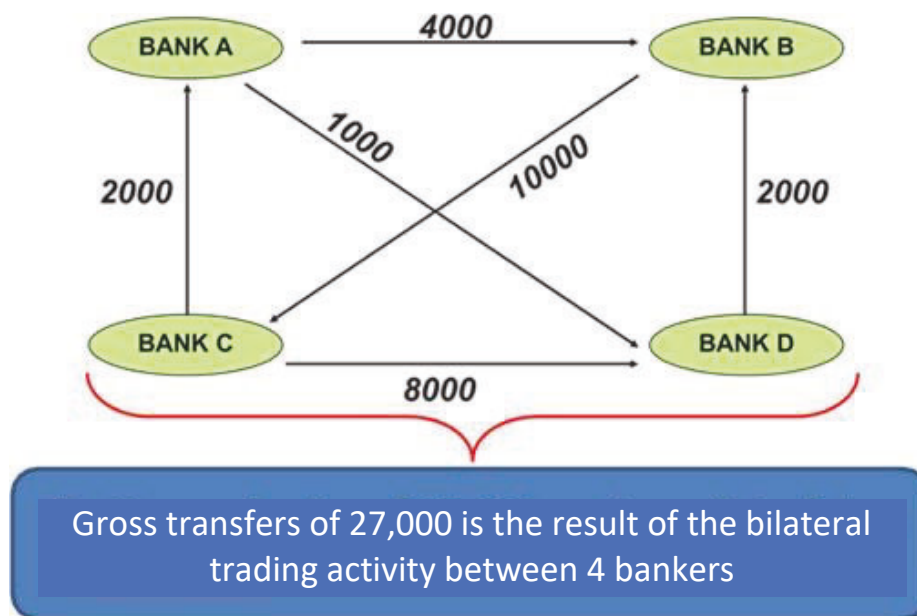 4000
BANK A
BANK B
1000
10000
2000
2000
BANK C
BANK D
8000
Gross transfers of 27,000 is the result of the bilateral
trading activity between 4 bankers